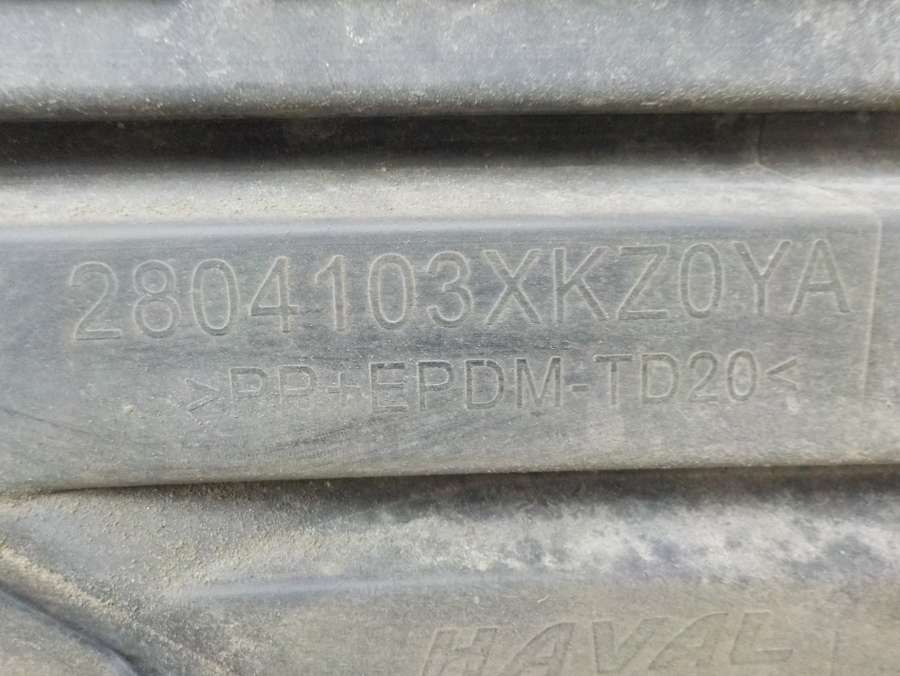 2804103XKZ0YA
>PP+EPDM-TD20<
HAVAL